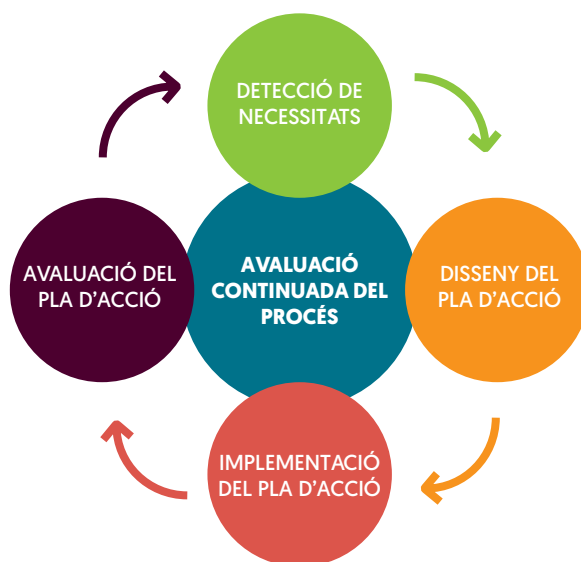 DETECCIÓ DE
NECESSITATS
AVALUACIÓ DEL
PLA D’ACCIÓ
AVALUACIÓ
CONTINUADA DEL
PROCÉS
DISSENY DEL
PLA D’ACCIÓ
IMPLEMENTACIÓ
DEL PLA D’ACCIÓ